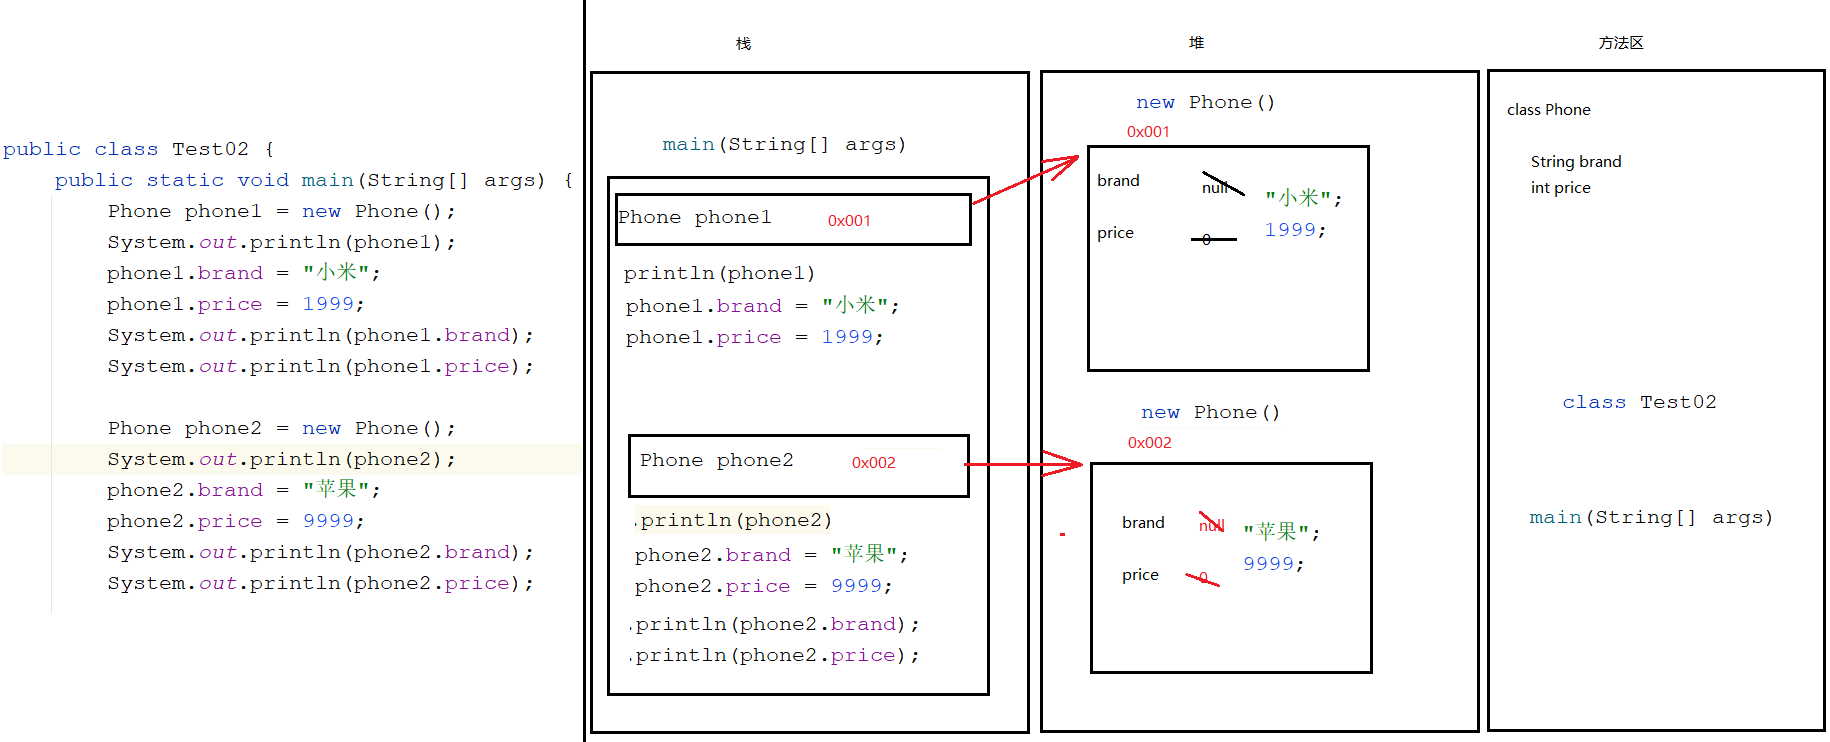 public class Test02 {
public static void main(String[] args) {
Phone phone1 = new Phone();
System.out.println(phone1);
phone1.brand = "小米";
phone1.price = 1999;
System.out.println(phone1.brand);
System.out.println(phone1.price);
Phone phone2 = new Phone();
System.out.println(phone2);
phone2.brand = "苹果";
phone2.price = 9999;
System.out.println(phone2.brand);
System.out.println(phone2.price);
栈
main(String[] args)
Phone phone1 0x001
println(phone1)
phone1.brand = "小米";
phone1.price = 1999;
Phone phone2 0x002
.println(phone2)
phone2.brand = "苹果";
phone2.price = 9999;
.println(phone2.brand);
.println(phone2.price);
堆
new Phone()
0x001
brand null "小米";
price 0 1999;
new Phone()
0x002
brand null "苹果";
price 0 9999;
方法区
class Phone
String brand
int price
class Test02
main(String[] args)